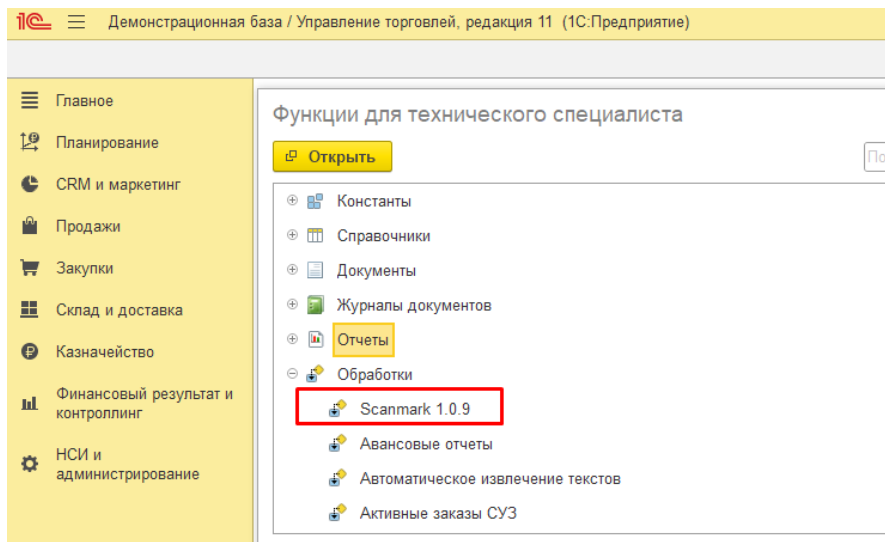 1С Демонстрационная база / Управление торговлей, редакция 11 (1С:Предприятие)
Главное
Планирование
CRM и маркетинг
Продажи
Закупки
Склад и доставка
Казначейство
Финансовый результат и
контроллинг
НСИ и
администрирование
Функции для технического специалиста
Открыть
По
Константы
Справочники
Документы
Журналы документов
Отчеты
Обработки
Scanmark 1.0.9
Авансовые отчеты
Автоматическое извлечение текстов
Активные заказы СУЗ